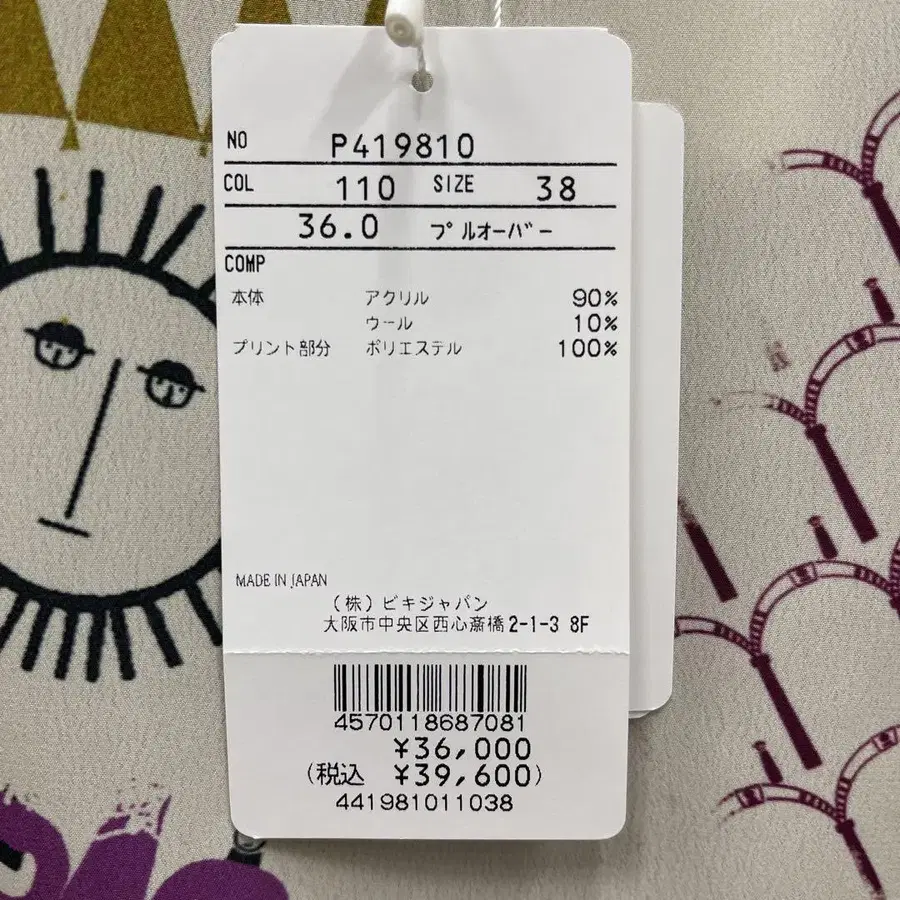 NO P419810
COL 110 SIZE 38
36.0 プルオーバー
COMP
本体 アクリル 90%
ウール 10%
プリント部分 ポリエステル 100%
MADE IN JAPAN
(株)ビキジャパン
大阪市中央区西心斎橋2-1-3 8F
4570118687081
¥36,000
(税込 ¥39,600)
441981011038